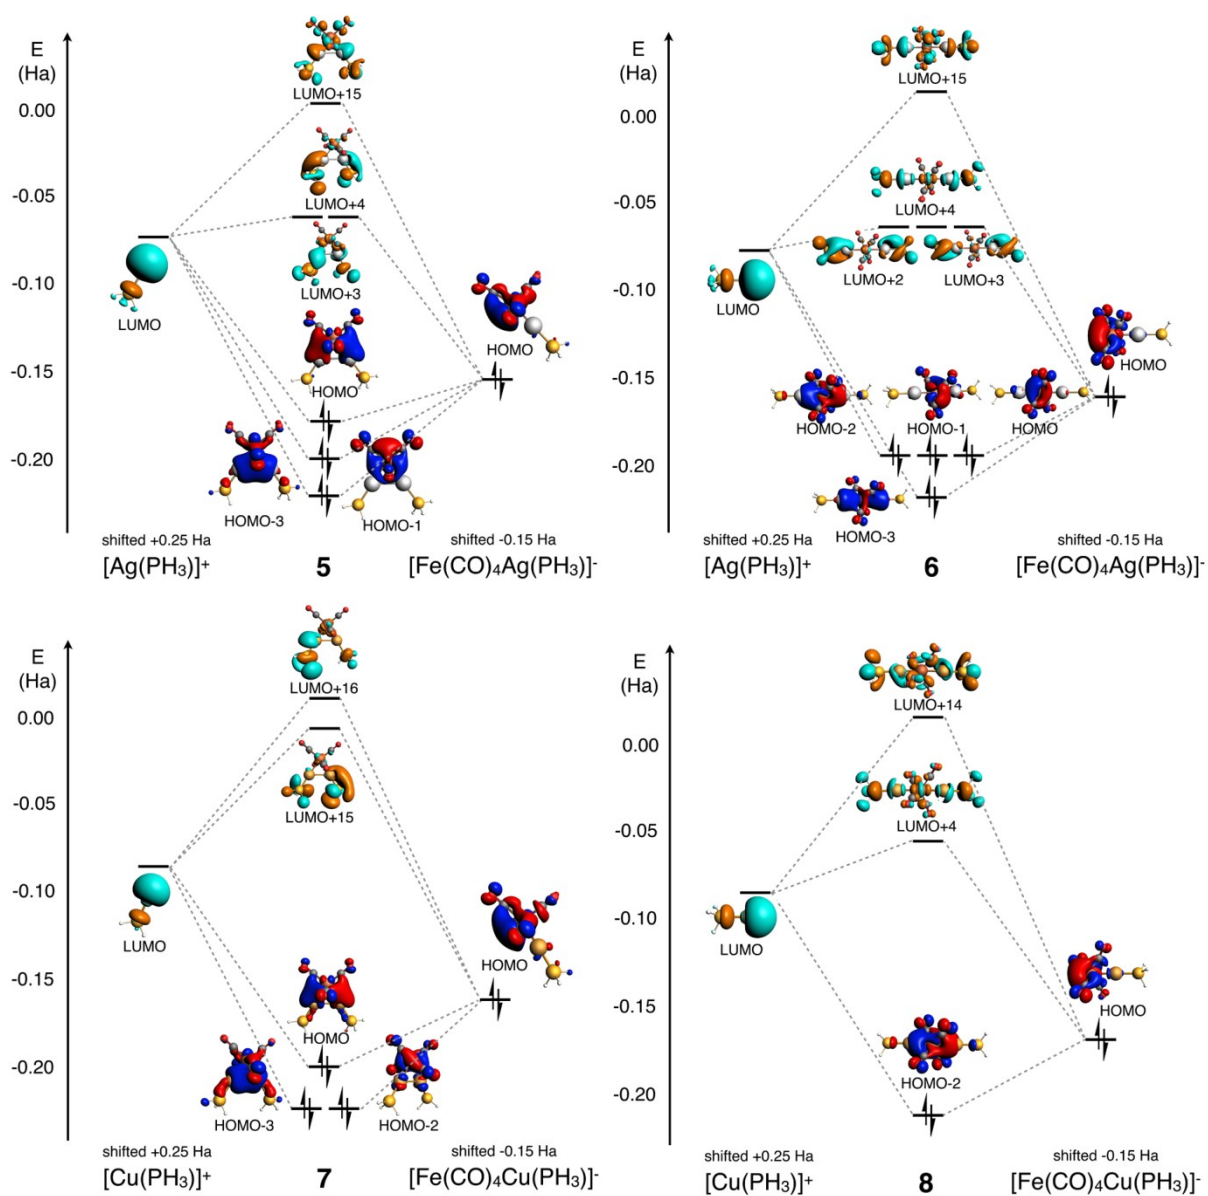 E
(Ha)
0.00
-0.05
-0.10
-0.15
-0.20
LUMO+15
LUMO+4
LUMO
LUMO+3
HOMO
HOMO
HOMO-3
HOMO-1
shifted +0.25 Ha
shifted -0.15 Ha
[Ag(PH₃)]⁺
5
[Fe(CO)₄Ag(PH₃)]⁻
E
(Ha)
0.00
-0.05
-0.10
-0.15
-0.20
LUMO+15
LUMO+4
LUMO+2
LUMO+3
LUMO
HOMO
HOMO-2
HOMO-1
HOMO
HOMO-3
shifted +0.25 Ha
shifted -0.15 Ha
[Ag(PH₃)]⁺
6
[Fe(CO)₄Ag(PH₃)]⁻
E
(Ha)
0.00
-0.05
-0.10
-0.15
-0.20
LUMO+16
LUMO+15
LUMO
HOMO
HOMO
HOMO-3
HOMO-2
shifted +0.25 Ha
shifted -0.15 Ha
[Cu(PH₃)]⁺
7
[Fe(CO)₄Cu(PH₃)]⁻
E
(Ha)
0.00
-0.05
-0.10
-0.15
-0.20
LUMO+14
LUMO+4
LUMO
HOMO
HOMO-2
shifted +0.25 Ha
shifted -0.15 Ha
[Cu(PH₃)]⁺
8
[Fe(CO)₄Cu(PH₃)]⁻